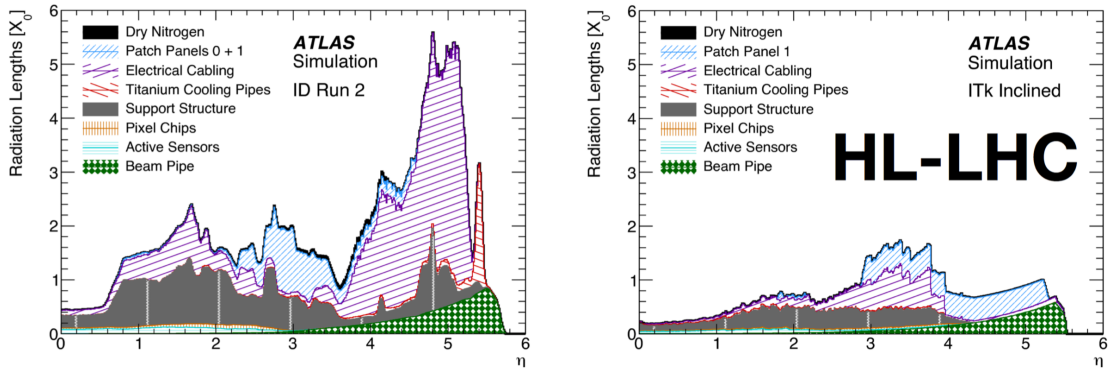 Radiation Lengths [X₀]
6
5
4
3
2
1
0
Dry Nitrogen
Patch Panels 0 + 1
Electrical Cabling
Titanium Cooling Pipes
Support Structure
Pixel Chips
Active Sensors
Beam Pipe
ATLAS
Simulation
ID Run 2
0 1 2 3 4 5 6
η
Radiation Lengths [X₀]
6
5
4
3
2
1
0
Dry Nitrogen
Patch Panel 1
Electrical Cabling
Titanium Cooling Pipes
Support Structure
Pixel Chips
Active Sensors
Beam Pipe
ATLAS
Simulation
ITk Inclined
HL-LHC
0 1 2 3 4 5 6
η